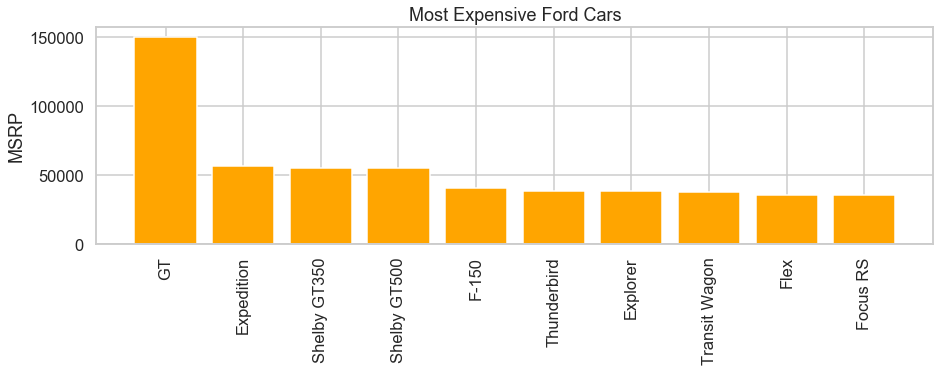 Most Expensive Ford Cars
MSRP
150000
100000
50000
0
GT
Expedition
Shelby GT350
Shelby GT500
F-150
Thunderbird
Explorer
Transit Wagon
Flex
Focus RS